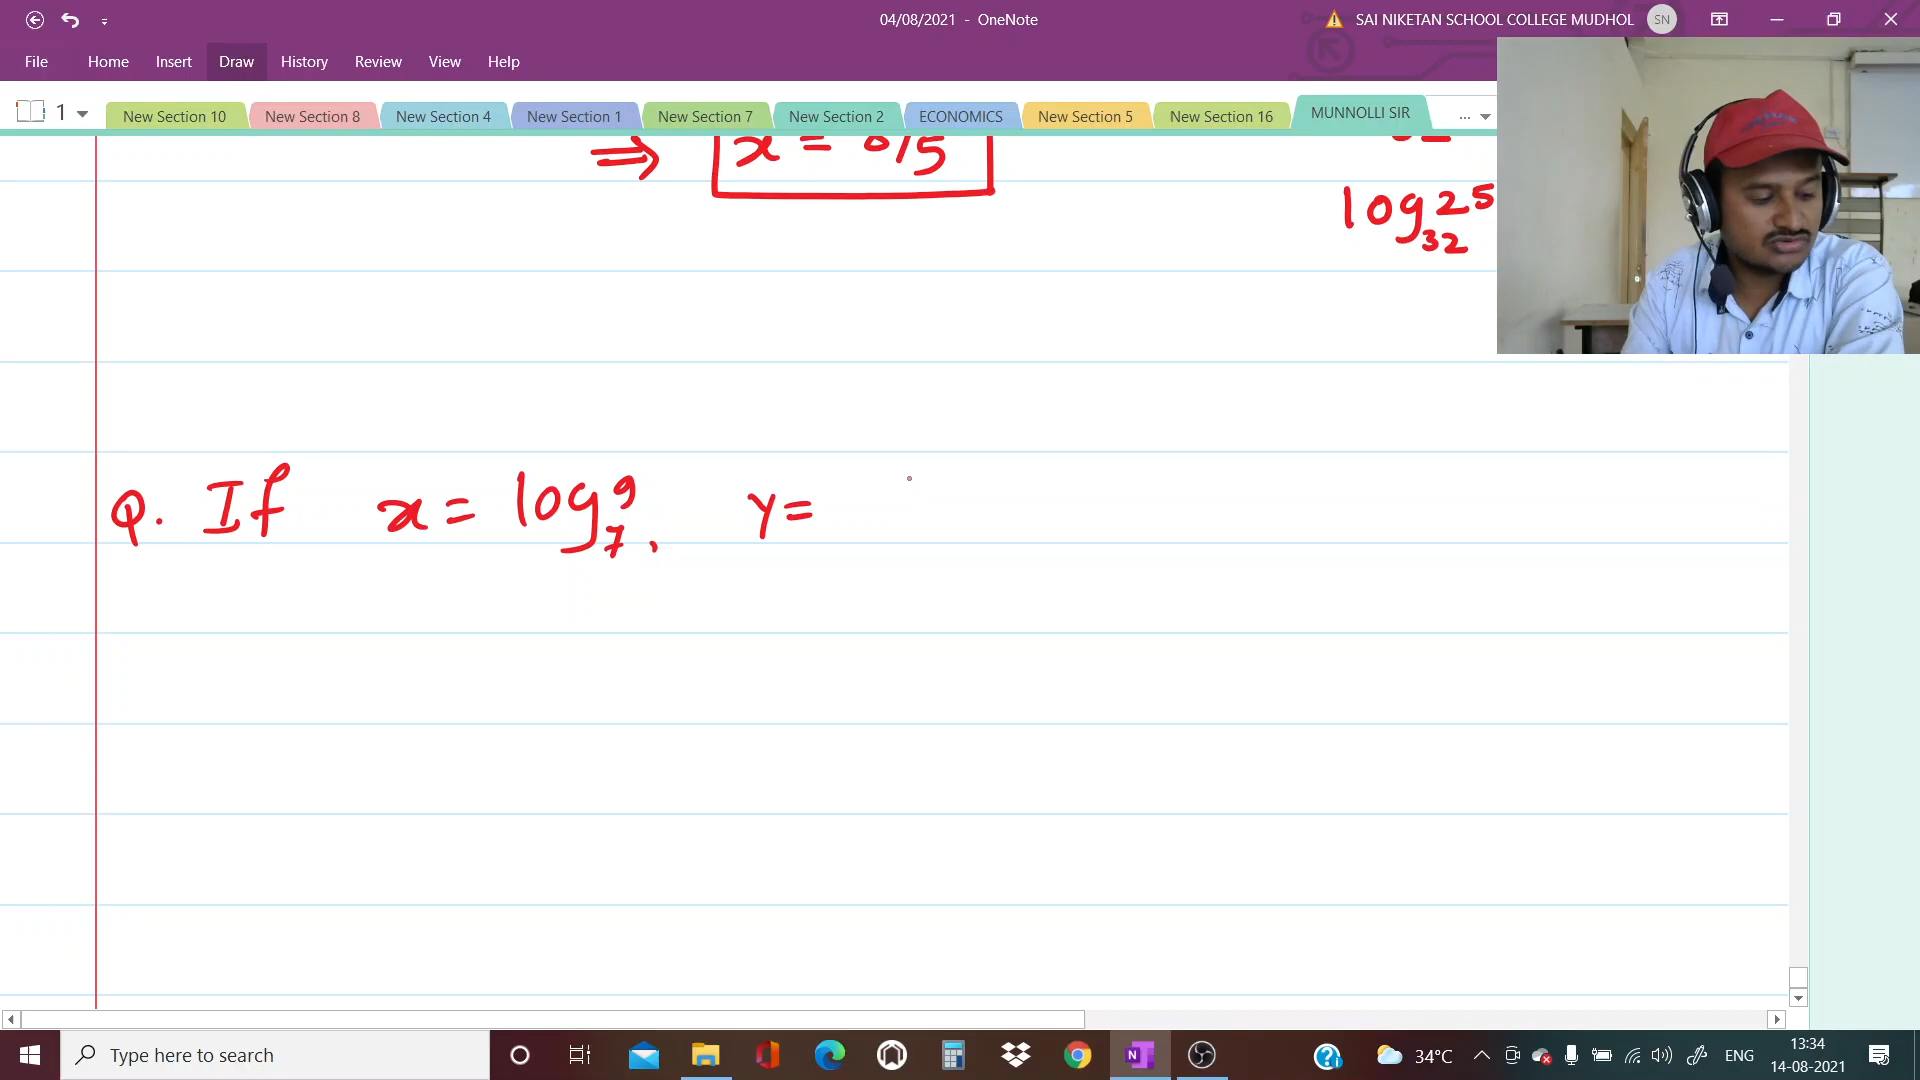 04/08/2021 - OneNote
SAI NIKETAN SCHOOL COLLEGE MUDHOL SN
File Home Insert Draw History Review View Help
1 New Section 10 New Section 8 New Section 4 New Section 1 New Section 7 New Section 2 ECONOMICS New Section 5 New Section 16 MUNNOLLI SIR ...
⇒ x = 8/5
log₃₂ 2⁵
Q. If x = log₇ 9, y =
Type here to search
34°C ENG 13:34
14-08-2021